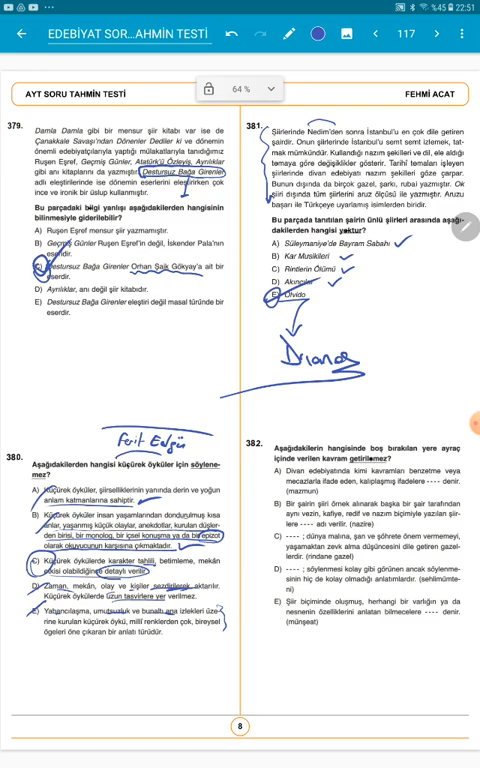 %45 22:51
EDEBİYAT SOR...AHMİN TESTİ
117
64 %
AYT SORU TAHMİN TESTİ
FEHMİ ACAT
379.
Damla Damla gibi bir mensur şiir kitabı var ise de
Çanakkale Savaşı'ndan Dönenler Dediler ki ve dönemin
önemli edebiyatçılarıyla yaptığı mülakatlarıyla tanıdığımız
Ruşen Eşref, Geçmiş Günler, Atatürk'ü Özleyiş, Ayrılıklar
gibi anı kitaplarını da yazmıştır. Destursuz Bağa Girenler
adlı eleştirilerinde ise dönemin eserlerini eleştirirken çok
ince ve ironik bir üslup kullanmıştır.
Bu parçadaki bilgi yanlışı aşağıdakilerden hangisinin
bilinmesiyle giderilebilir?
A) Ruşen Eşref mensur şiir yazmamıştır.
B) Geçmiş Günler Ruşen Eşref'in değil, İskender Pala'nın
eseridir.
C) Destursuz Bağa Girenler Orhan Şaik Gökyay'a ait bir
eserdir.
D) Ayrılıklar, anı değil şiir kitabıdır.
E) Destursuz Bağa Girenler eleştiri değil masal türünde bir
eserdir.
Ferit Edgü
380.
Aşağıdakilerden hangisi küçürek öyküler için söylene-
mez?
A) Küçürek öyküler, şiirselliklerinin yanında derin ve yoğun
anlam katmanlarına sahiptir.
B) Küçürek öyküler insan yaşamlarından dondurulmuş kısa
anlar, yaşanmış küçük olaylar, anekdotlar, kurulan düşler-
den birisi, bir monolog, bir içsel konuşma ya da bir epizot
olarak okuyucunun karşısına çıkmaktadır.
C) Küçürek öykülerde karakter tahlili, betimleme, mekân
etkisi olabildiğince detaylı verilir.
D) Zaman, mekân, olay ve kişiler sezdirilerek aktarılır.
Küçürek öykülerde uzun tasvirlere yer verilmez.
E) Yabancılaşma, umutsuzluk ve bunaltı ana izlekleri üze-
rine kurulan küçürek öykü, millî renklerden çok, bireysel
ögeleri öne çıkaran bir anlatı türüdür.
381.
Şiirlerinde Nedim'den sonra İstanbul'u en çok dile getiren
şairdir. Onun şiirlerinde İstanbul'u semt semt izlemek, tat-
mak mümkündür. Kullandığı nazım şekilleri ve dil, ele aldığı
temaya göre değişiklikler gösterir. Tarihî temaları işleyen
şiirlerinde divan edebiyatı nazım şekilleri göze çarpar.
Bunun dışında da birçok gazel, şarkı, rubai yazmıştır. Ok
şiiri dışında tüm şiirlerini aruz ölçüsü ile yazmıştır. Aruzu
başarı ile Türkçeye uyarlamış isimlerden biridir.
Bu parçada tanıtılan şairin ünlü şiirleri arasında aşağı-
dakilerden hangisi yoktur?
A) Süleymaniye'de Bayram Sabahı
B) Kar Musikileri
C) Rintlerin Ölümü
D) Akıncılar
E) Olvido
Dıranas
382.
Aşağıdakilerin hangisinde boş bırakılan yere ayraç
içinde verilen kavram getirilemez?
A) Divan edebiyatında kimi kavramları benzetme veya
mecazlarla ifade eden, kalıplaşmış ifadelere ---- denir.
(mazmun)
B) Bir şairin şiiri örnek alınarak başka bir şair tarafından
aynı vezin, kafiye, redif ve nazım biçimiyle yazılan şiir-
lere ---- adı verilir. (nazire)
C) ---- ; dünya malına, şan ve şöhrete önem vermemeyi,
yaşamaktan zevk alma düşüncesini dile getiren gazel-
lerdir. (rindane gazel)
D) ---- ; söylenmesi kolay gibi görünen ancak söylenme-
sinin hiç de kolay olmadığı anlatımlardır. (sehlimümte-
ni)
E) Şiir biçiminde oluşmuş, herhangi bir varlığın ya da
nesnenin özelliklerini anlatan bilmecelere ---- denir.
(münşeat)
8